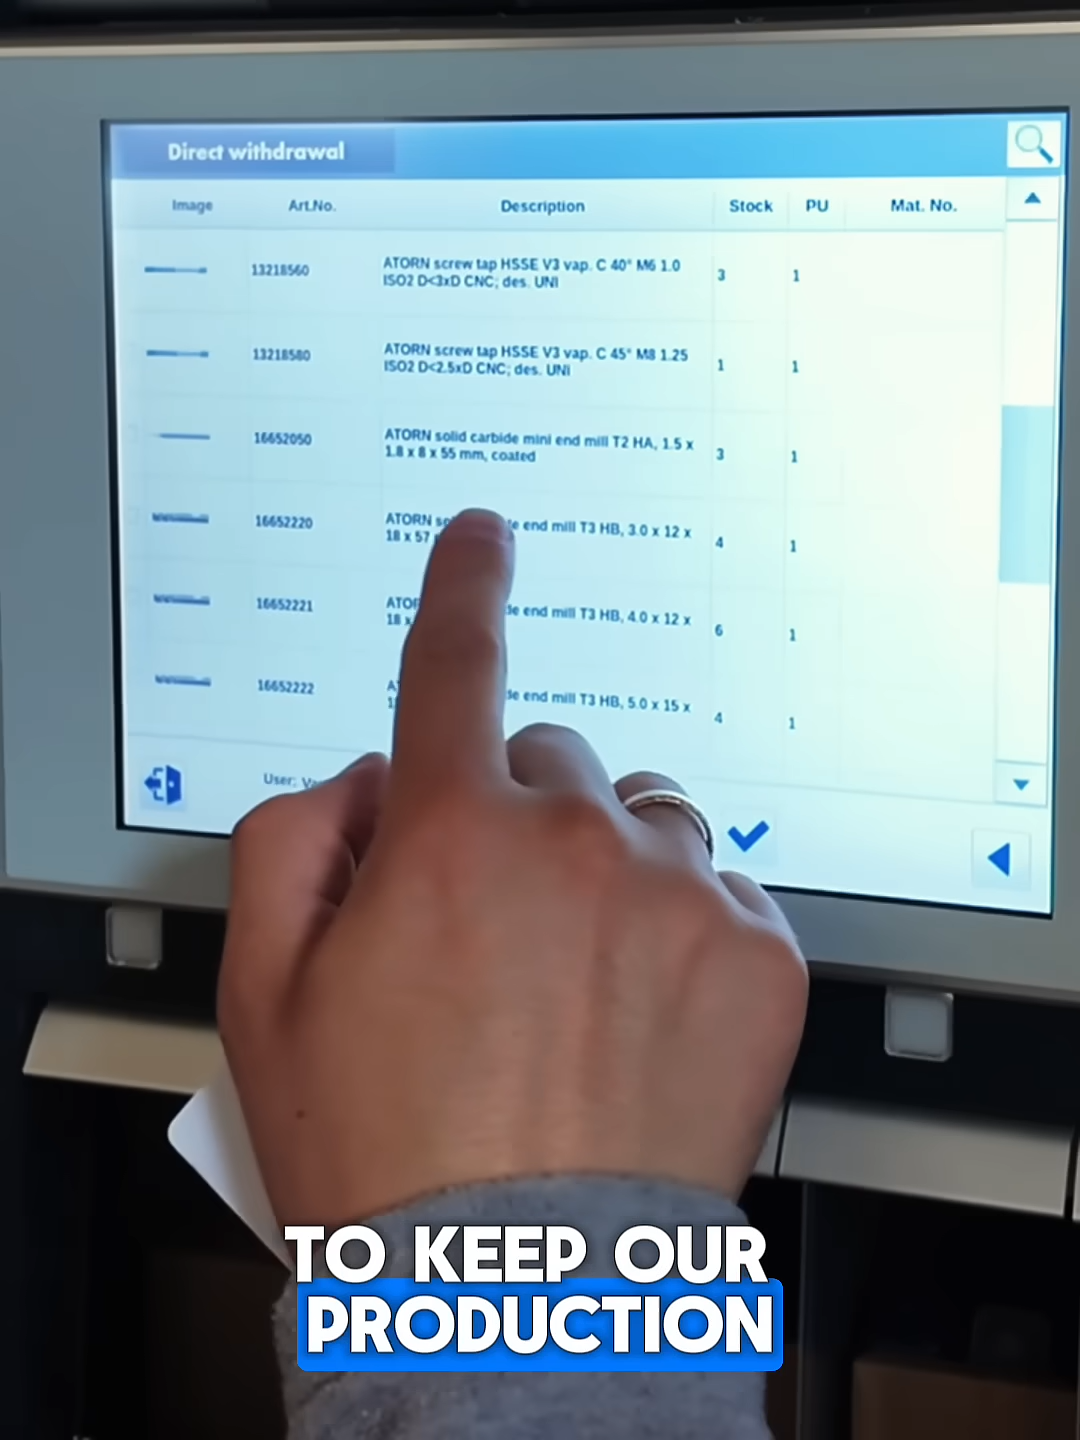 Direct withdrawal
Image Art.No. Description Stock PU Mat. No.
13218560 ATORN screw tap HSSE V3 vap. C 40° M6 1.0 3 1
ISO2 D<3xD CNC; des. UNI
13218580 ATORN screw tap HSSE V3 vap. C 45° M8 1.25 1 1
ISO2 D<2.5xD CNC; des. UNI
16652050 ATORN solid carbide mini end mill T2 HA, 1.5 x 3 1
1.8 x 8 x 55 mm, coated
16652220 ATORN end mill T3 HB, 3.0 x 12 x 4 1
18 x 57
16652221 end mill T3 HB, 4.0 x 12 x 6 1
18 x
16652222 end mill T3 HB, 5.0 x 15 x 4 1
User:
TO KEEP OUR
PRODUCTION